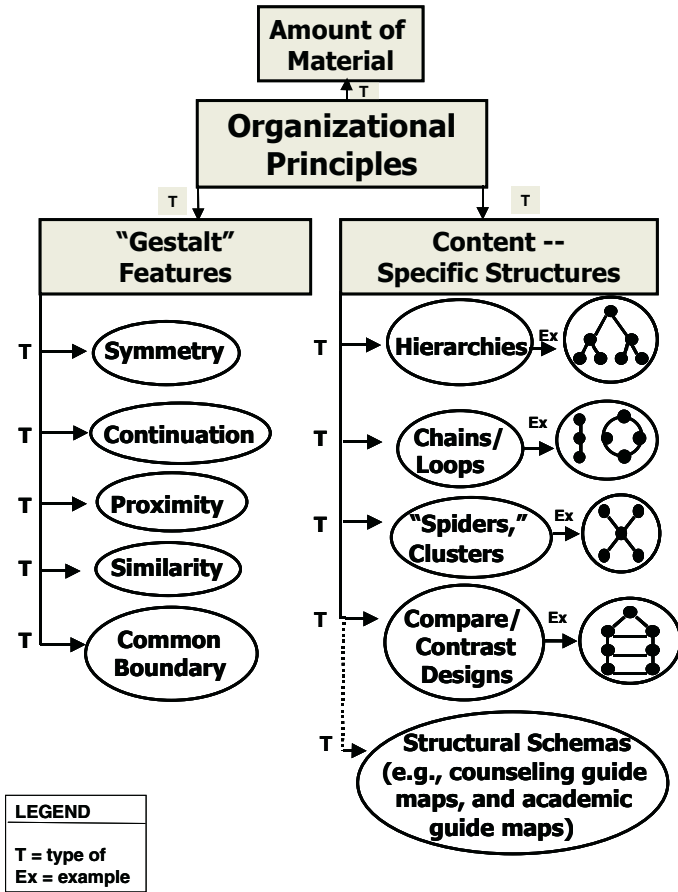 Amount of
Material
T
Organizational
Principles
T
T
“Gestalt”
Features
Content --
Specific Structures
T
Symmetry
T
Continuation
T
Proximity
T
Similarity
T
Common
Boundary
T
Hierarchies
Ex
T
Chains/
Loops
Ex
T
“Spiders,”
Clusters
Ex
T
Compare/
Contrast
Designs
Ex
T
Structural Schemas
(e.g., counseling guide
maps, and academic
guide maps)
LEGEND
T = type of
Ex = example